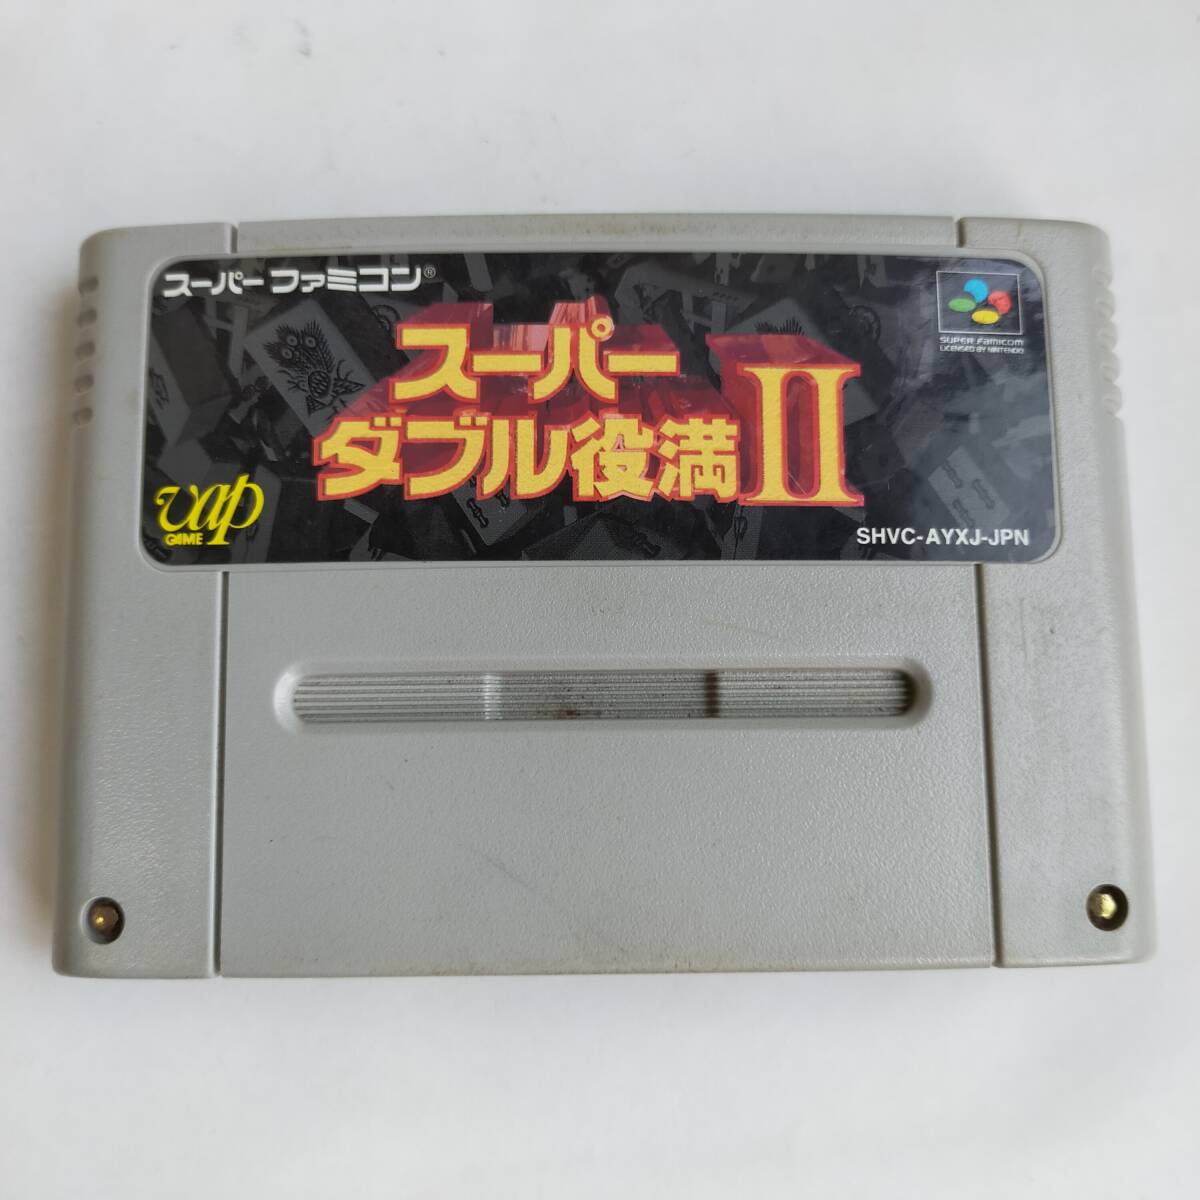 スーパーファミコン®
SUPER FAMICOM
LICENSED BY NINTENDO
スーパー
ダブル役満II
vap
GAME
SHVC-AYXJ-JPN